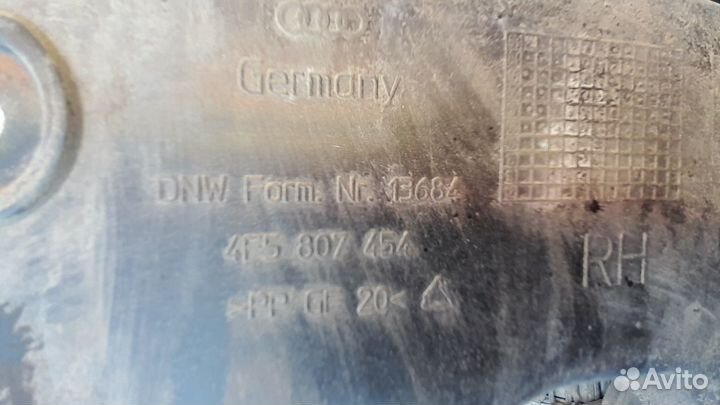 Germany
DNW Form. Nr. 13684
4F5 807 454
RH
>PP GF 20<
Avito